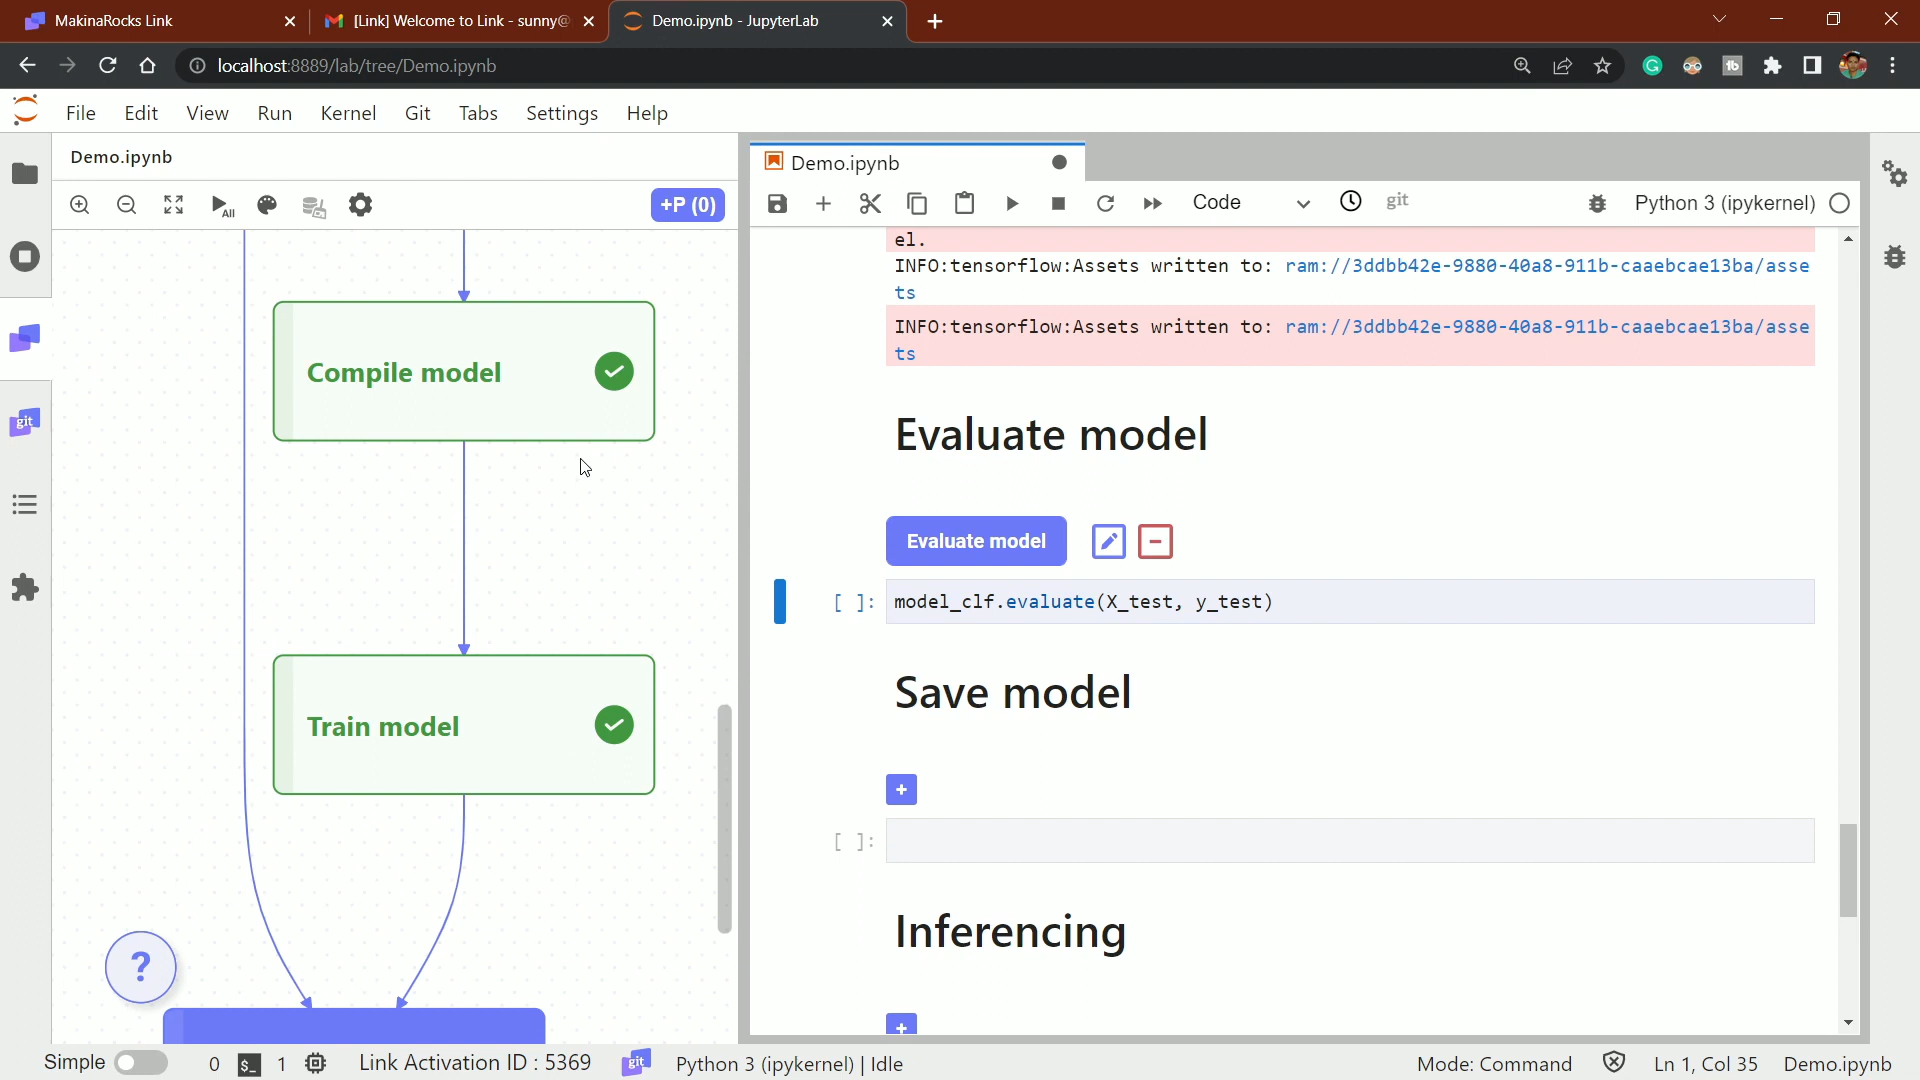 MakinaRocks Link
[Link] Welcome to Link - sunny@
Demo.ipynb - JupyterLab
localhost:8889/lab/tree/Demo.ipynb
File Edit View Run Kernel Git Tabs Settings Help
Demo.ipynb
Demo.ipynb
All
+P (0)
Code
git
Python 3 (ipykernel)
el.
INFO:tensorflow:Assets written to: ram://3ddbb42e-9880-40a8-911b-caaebcae13ba/asse
ts
INFO:tensorflow:Assets written to: ram://3ddbb42e-9880-40a8-911b-caaebcae13ba/asse
ts
Compile model
Evaluate model
git
Evaluate model
[ ]: model_clf.evaluate(X_test, y_test)
Save model
Train model
+
[ ]:
Inferencing
?
+
Simple 0 $_ 1 Link Activation ID : 5369 git Python 3 (ipykernel) | Idle Mode: Command Ln 1, Col 35 Demo.ipynb